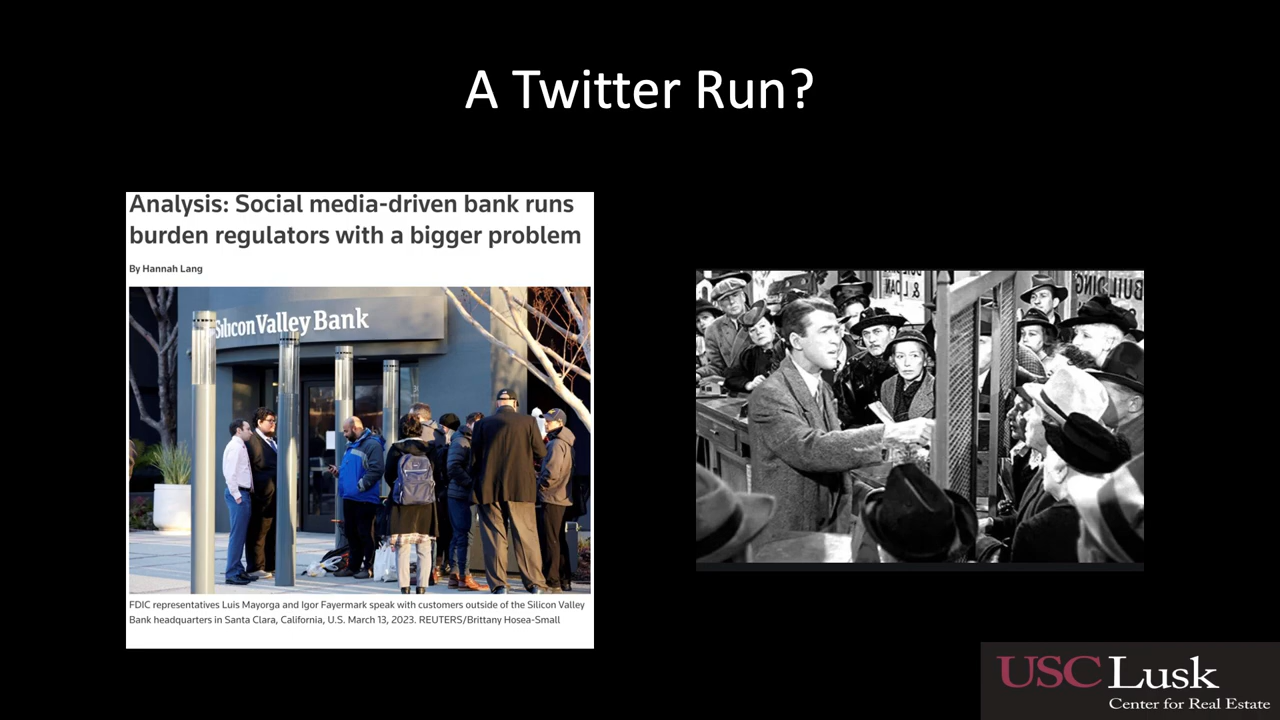 A Twitter Run?
Analysis: Social media-driven bank runs
burden regulators with a bigger problem
By Hannah Lang
Silicon Valley Bank
FDIC representatives Luis Mayorga and Igor Fayermark speak with customers outside of the Silicon Valley
Bank headquarters in Santa Clara, California, U.S. March 13, 2023. REUTERS/Brittany Hosea-Small
& LOAN
BUILDING
USC Lusk
Center for Real Estate